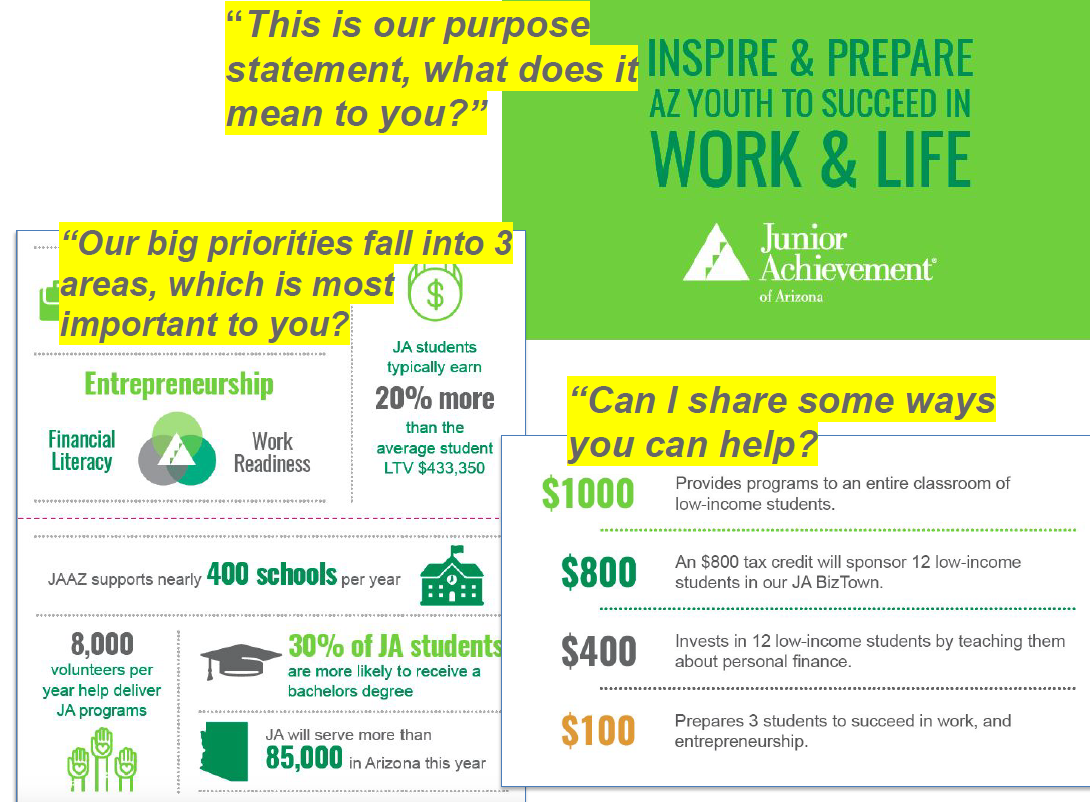 “This is our purpose
statement, what does it
mean to you?”
INSPIRE & PREPARE
AZ YOUTH TO SUCCEED IN
WORK & LIFE
Junior
Achievement®
of Arizona
“Our big priorities fall into 3
areas, which is most
important to you?
$
JA students
typically earn
20% more
than the
average student
LTV $433,350
Entrepreneurship
Financial
Literacy
Work
Readiness
JAAZ supports nearly 400 schools per year
8,000
volunteers per
year help deliver
JA programs
30% of JA students
are more likely to receive a
bachelors degree
JA will serve more than
85,000 in Arizona this year
“Can I share some ways
you can help?
$1000
Provides programs to an entire classroom of
low-income students.
$800
An $800 tax credit will sponsor 12 low-income
students in our JA BizTown.
$400
Invests in 12 low-income students by teaching them
about personal finance.
$100
Prepares 3 students to succeed in work, and
entrepreneurship.